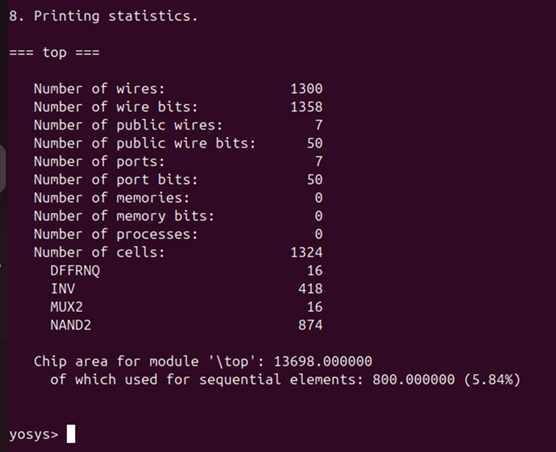 8. Printing statistics.
=== top ===
Number of wires: 1300
Number of wire bits: 1358
Number of public wires: 7
Number of public wire bits: 50
Number of ports: 7
Number of port bits: 50
Number of memories: 0
Number of memory bits: 0
Number of processes: 0
Number of cells: 1324
DFFRNQ 16
INV 418
MUX2 16
NAND2 874
Chip area for module '\top': 13698.000000
of which used for sequential elements: 800.000000 (5.84%)
yosys>